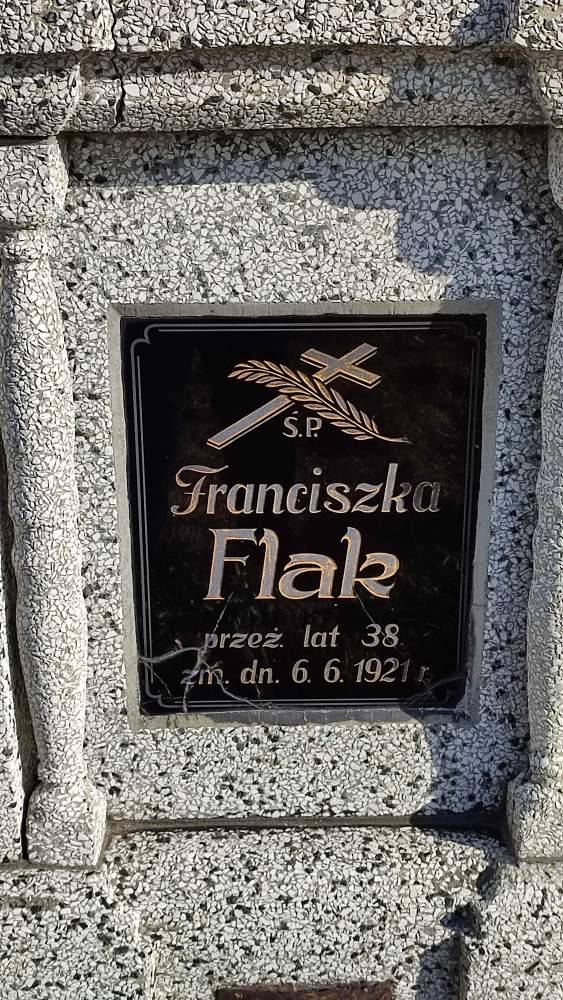 Ś.P.
Franciszka
Flak
przeż. lat 38
zm. dn. 6. 6. 1921 r.